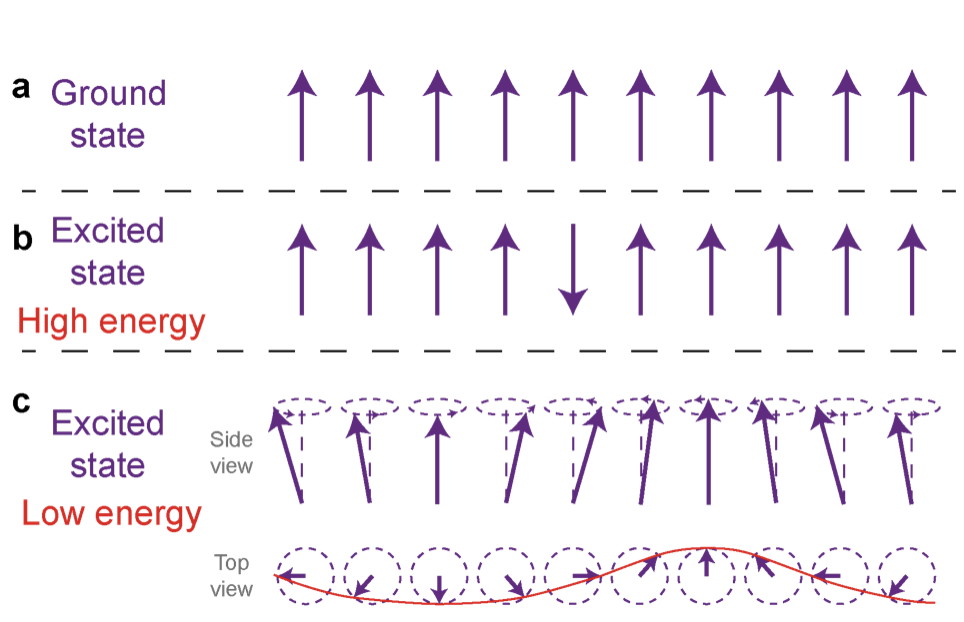 a Ground
state
b Excited
state
High energy
c Excited
state
Low energy
Side
view
Top
view